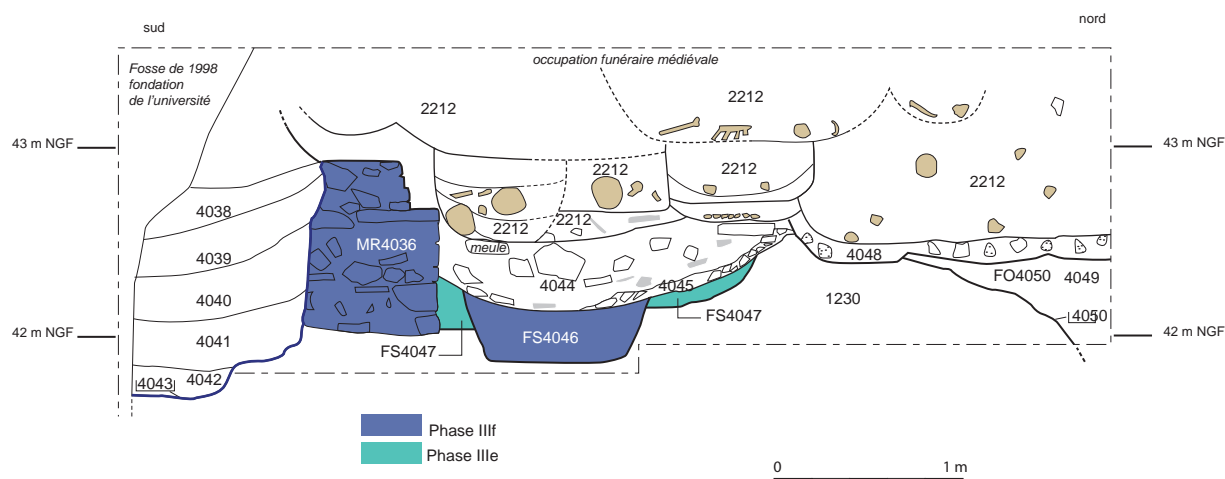 sud
nord
Fosse de 1998
fondation
de l'université
occupation funéraire médiévale
2212
2212
43 m NGF
43 m NGF
2212
2212
2212
4038
2212
2212
MR4036
meule
4039
4048
4044
4045
FO4050
4049
4040
1230
FS4047
4050
42 m NGF
4041
FS4046
42 m NGF
FS4047
4043
4042
Phase IIIf
Phase IIIe
0
1 m